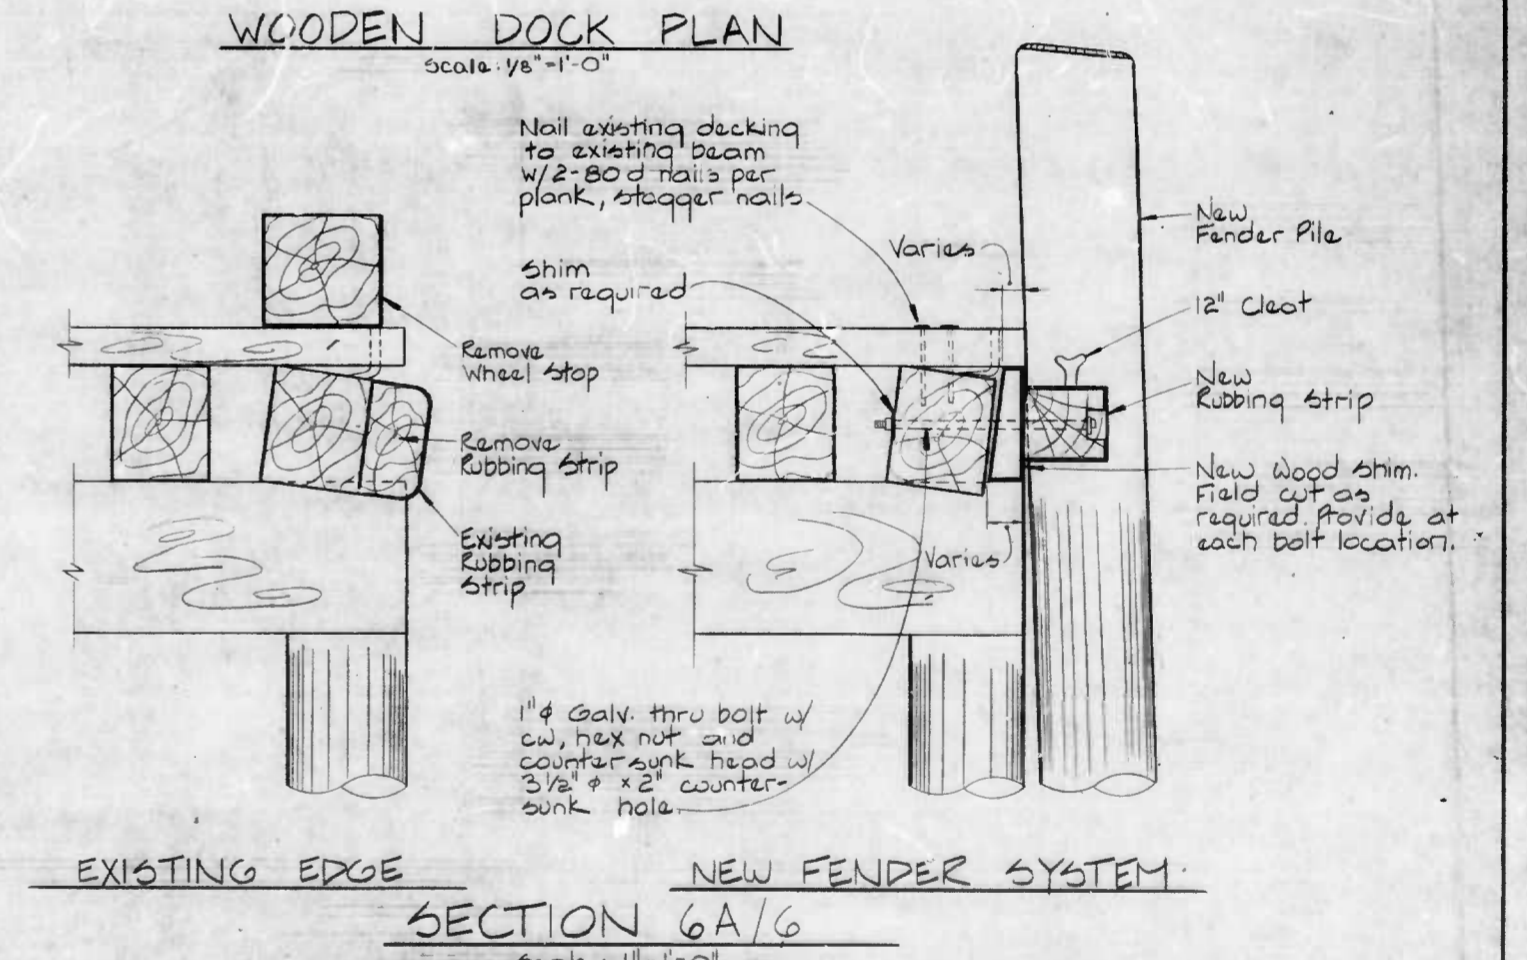 WOODEN DOCK PLAN
Scale: 1/8"=1'-0"
Nail existing decking
to existing beam
w/2-80d nails per
plank, stagger nails
Shim
as required
Varies
New
Fender Pile
12" Cleat
New
Rubbing Strip
New Wood Shim.
Field cut as
required. Provide at
each bolt location.
Varies
Remove
Wheel Stop
Remove
Rubbing Strip
Existing
Rubbing
Strip
1"φ Galv. thru bolt w/
cw, hex nut and
countersunk head w/
3 1/2" φ x 2" counter-
sunk hole.
EXISTING EDGE
NEW FENDER SYSTEM
SECTION 6A/6